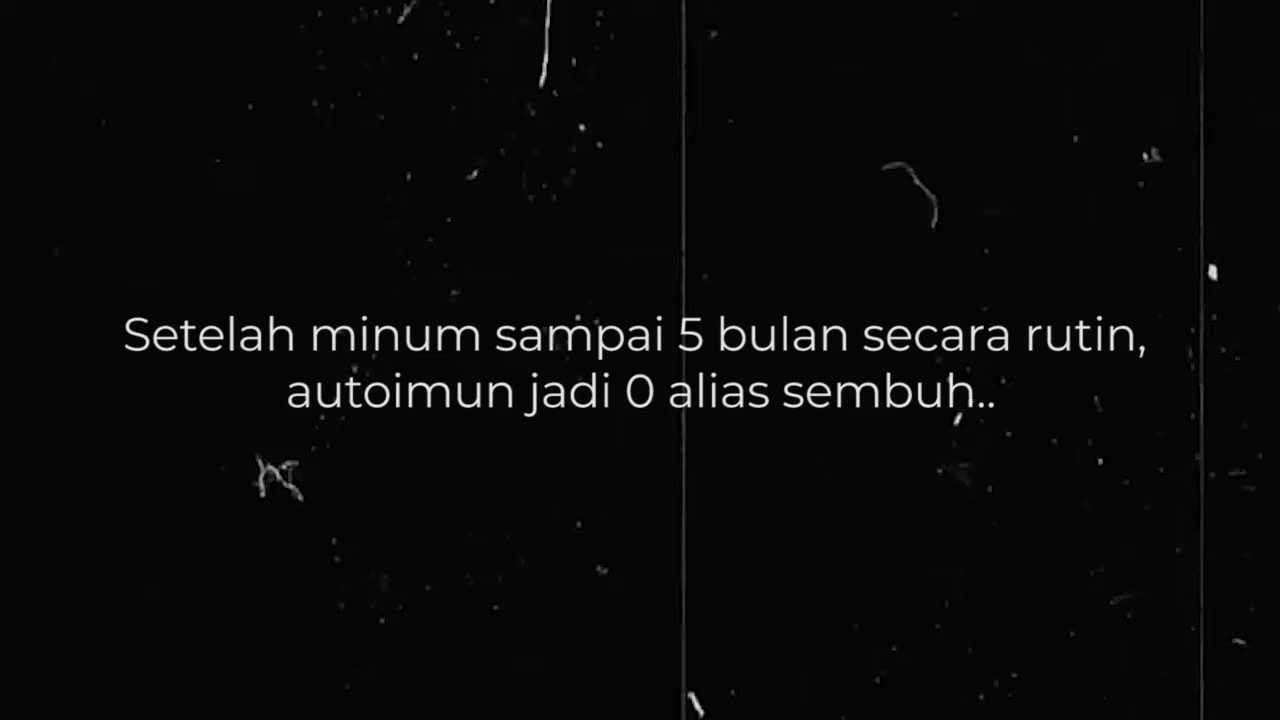 Setelah minum sampai 5 bulan secara rutin,
autoimun jadi 0 alias sembuh..